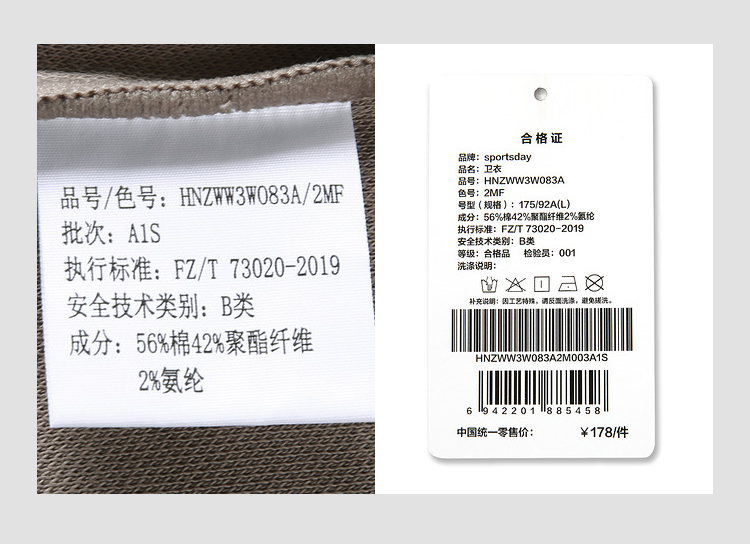 品号/色号: HNZWW3W083A/2MF
批次: A1S
执行标准: FZ/T 73020-2019
安全技术类别: B类
成分: 56%棉42%聚酯纤维
2%氨纶
合格证
品牌: sportsday
品名: 卫衣
品号: HNZWW3W083A
色号: 2MF
号型(规格): 175/92A(L)
成分: 56%棉42%聚酯纤维2%氨纶
执行标准: FZ/T 73020-2019
安全技术类别: B类
等级: 合格品 检验员: 001
洗涤说明:
补充说明: 因工艺特殊, 请反面洗涤, 避免搓洗。
HNZWW3W083A2M003A1S
6 942201 885458
中国统一零售价: ¥178/件